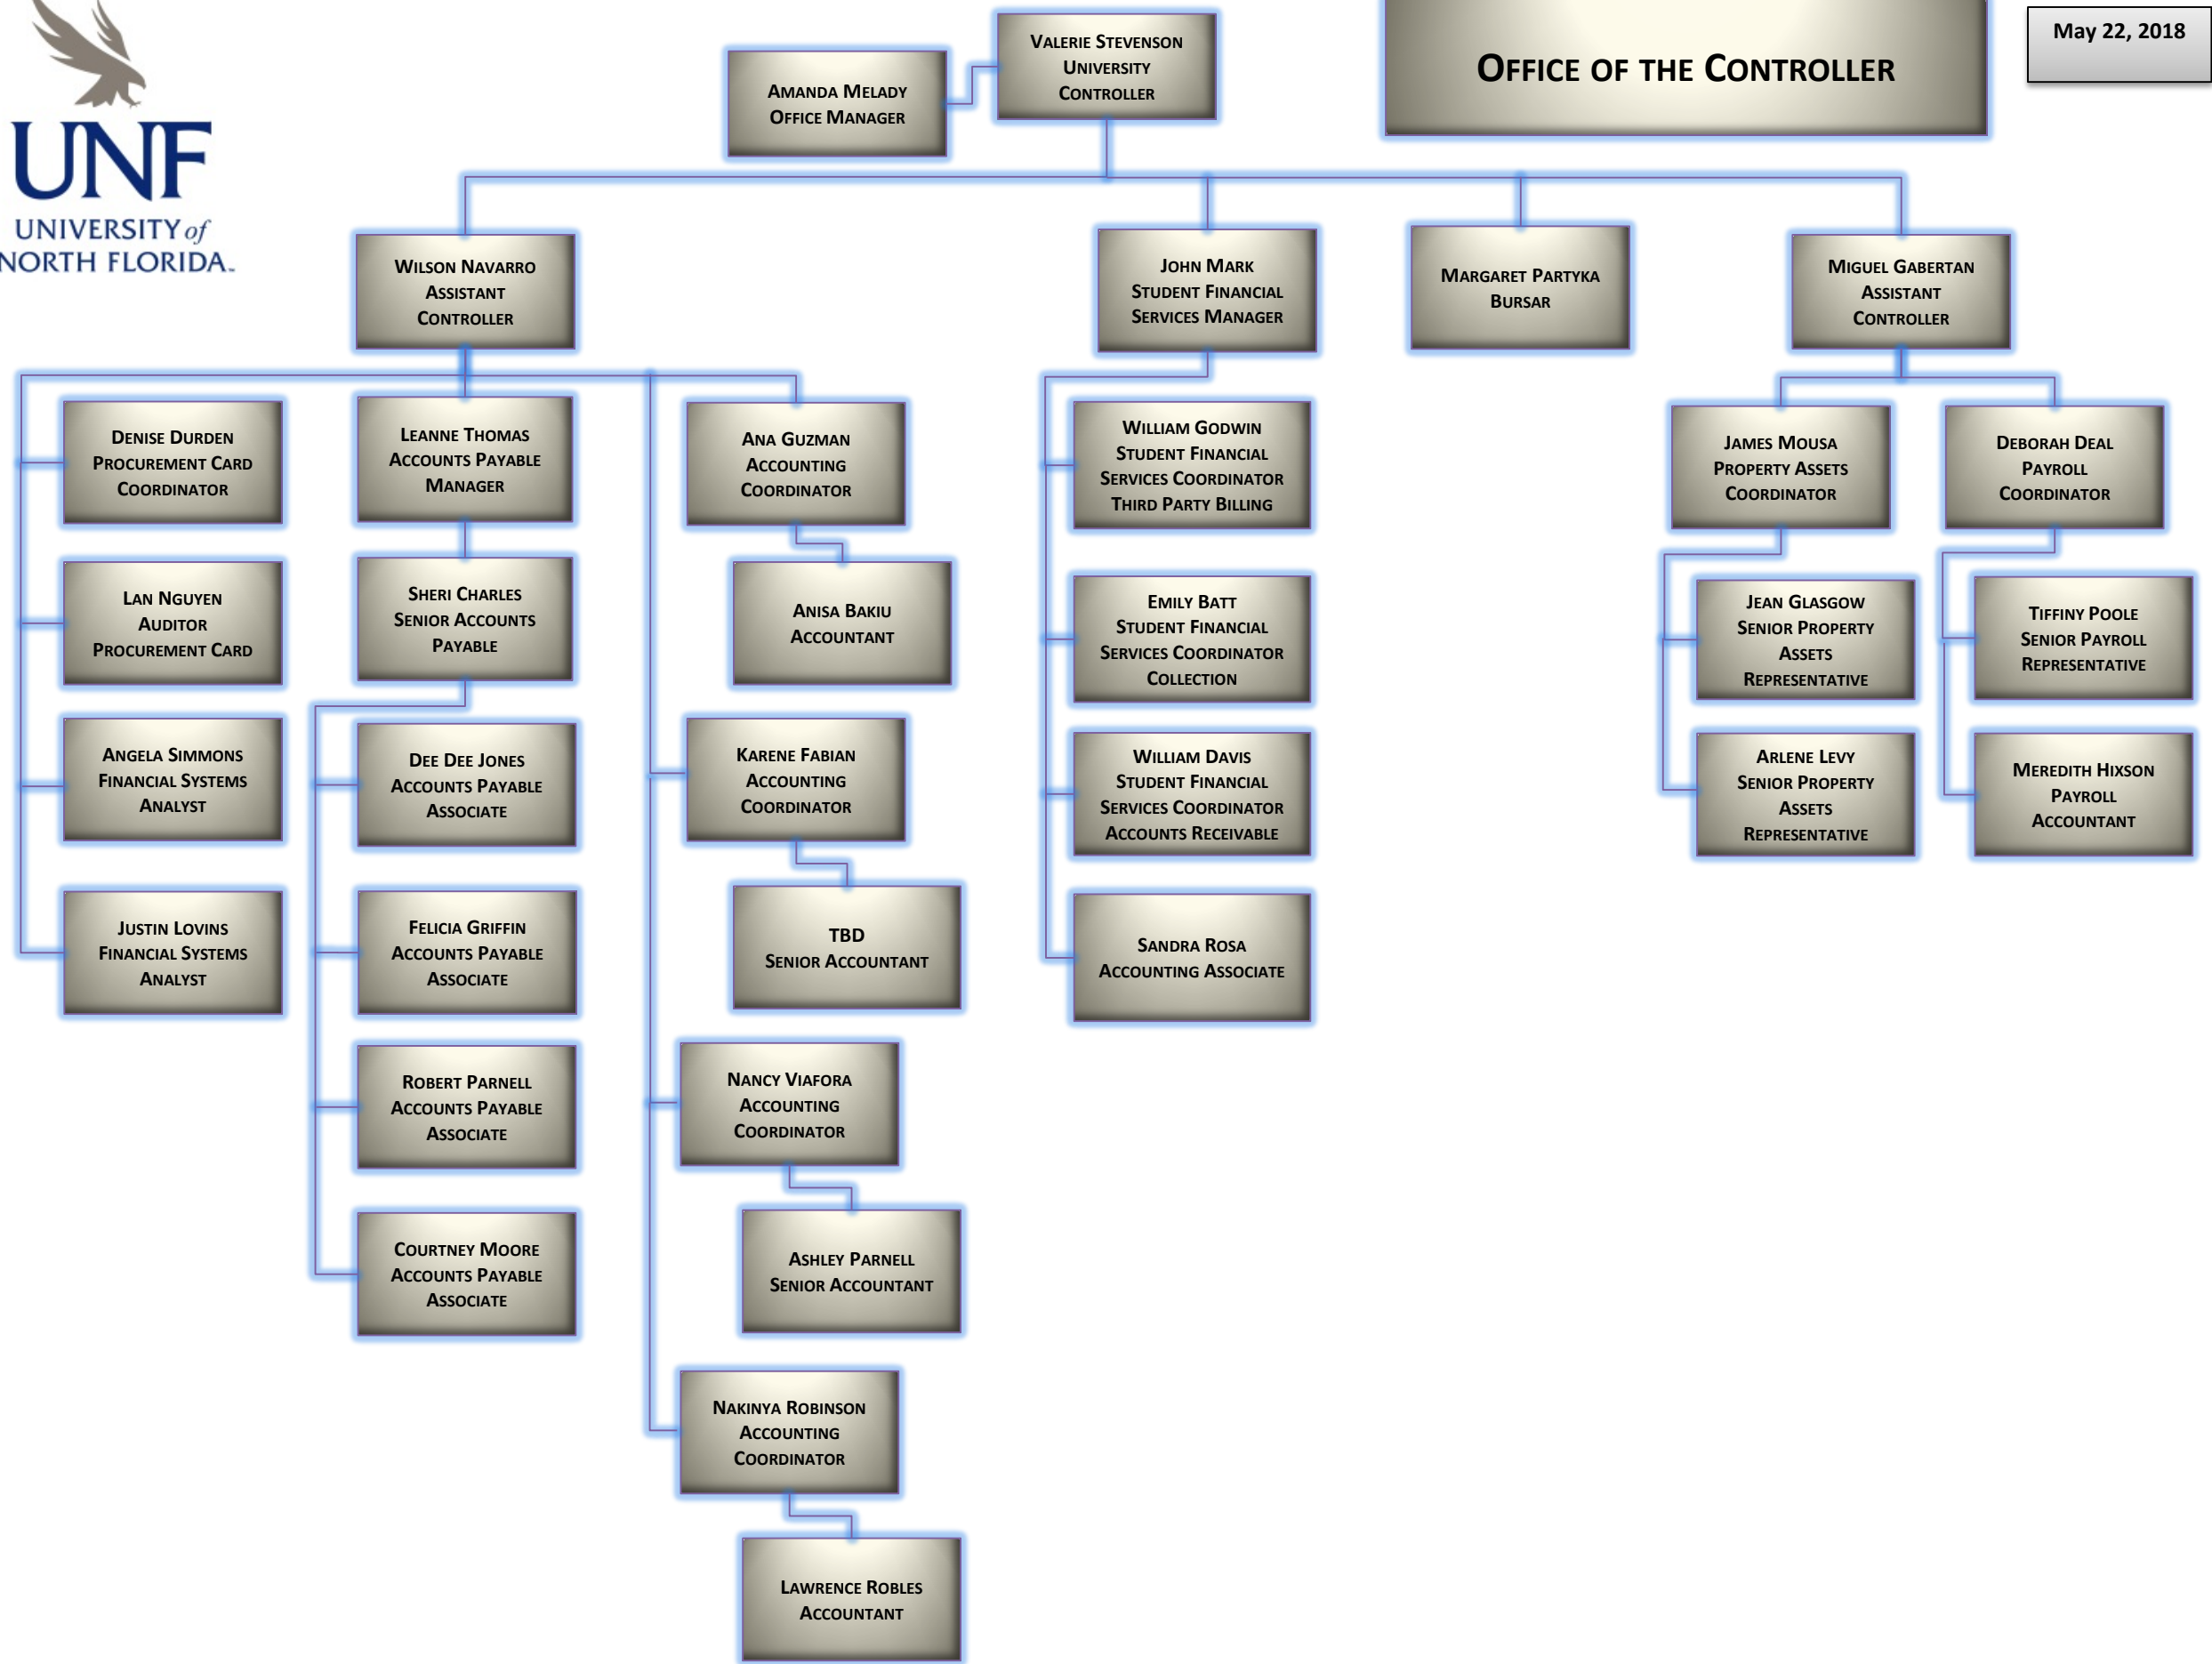 UNF
UNIVERSITY of
NORTH FLORIDA™
OFFICE OF THE CONTROLLER
May 22, 2018
VALERIE STEVENSON
UNIVERSITY
CONTROLLER
AMANDA MELADY
OFFICE MANAGER
WILSON NAVARRO
ASSISTANT
CONTROLLER
JOHN MARK
STUDENT FINANCIAL
SERVICES MANAGER
MARGARET PARTYKA
BURSAR
MIGUEL GABERTAN
ASSISTANT
CONTROLLER
DENISE DURDEN
PROCUREMENT CARD
COORDINATOR
LAN NGUYEN
AUDITOR
PROCUREMENT CARD
ANGELA SIMMONS
FINANCIAL SYSTEMS
ANALYST
JUSTIN LOVINS
FINANCIAL SYSTEMS
ANALYST
LEANNE THOMAS
ACCOUNTS PAYABLE
MANAGER
SHERI CHARLES
SENIOR ACCOUNTS
PAYABLE
DEE DEE JONES
ACCOUNTS PAYABLE
ASSOCIATE
FELICIA GRIFFIN
ACCOUNTS PAYABLE
ASSOCIATE
ROBERT PARNELL
ACCOUNTS PAYABLE
ASSOCIATE
COURTNEY MOORE
ACCOUNTS PAYABLE
ASSOCIATE
ANA GUZMAN
ACCOUNTING
COORDINATOR
ANISA BAKIU
ACCOUNTANT
KARENE FABIAN
ACCOUNTING
COORDINATOR
TBD
SENIOR ACCOUNTANT
NANCY VIAFORA
ACCOUNTING
COORDINATOR
ASHLEY PARNELL
SENIOR ACCOUNTANT
NAKINYA ROBINSON
ACCOUNTING
COORDINATOR
LAWRENCE ROBLES
ACCOUNTANT
WILLIAM GODWIN
STUDENT FINANCIAL
SERVICES COORDINATOR
THIRD PARTY BILLING
EMILY BATT
STUDENT FINANCIAL
SERVICES COORDINATOR
COLLECTION
WILLIAM DAVIS
STUDENT FINANCIAL
SERVICES COORDINATOR
ACCOUNTS RECEIVABLE
SANDRA ROSA
ACCOUNTING ASSOCIATE
JAMES MOUSA
PROPERTY ASSETS
COORDINATOR
JEAN GLASGOW
SENIOR PROPERTY
ASSETS
REPRESENTATIVE
ARLENE LEVY
SENIOR PROPERTY
ASSETS
REPRESENTATIVE
DEBORAH DEAL
PAYROLL
COORDINATOR
TIFFINY POOLE
SENIOR PAYROLL
REPRESENTATIVE
MEREDITH HIXSON
PAYROLL
ACCOUNTANT